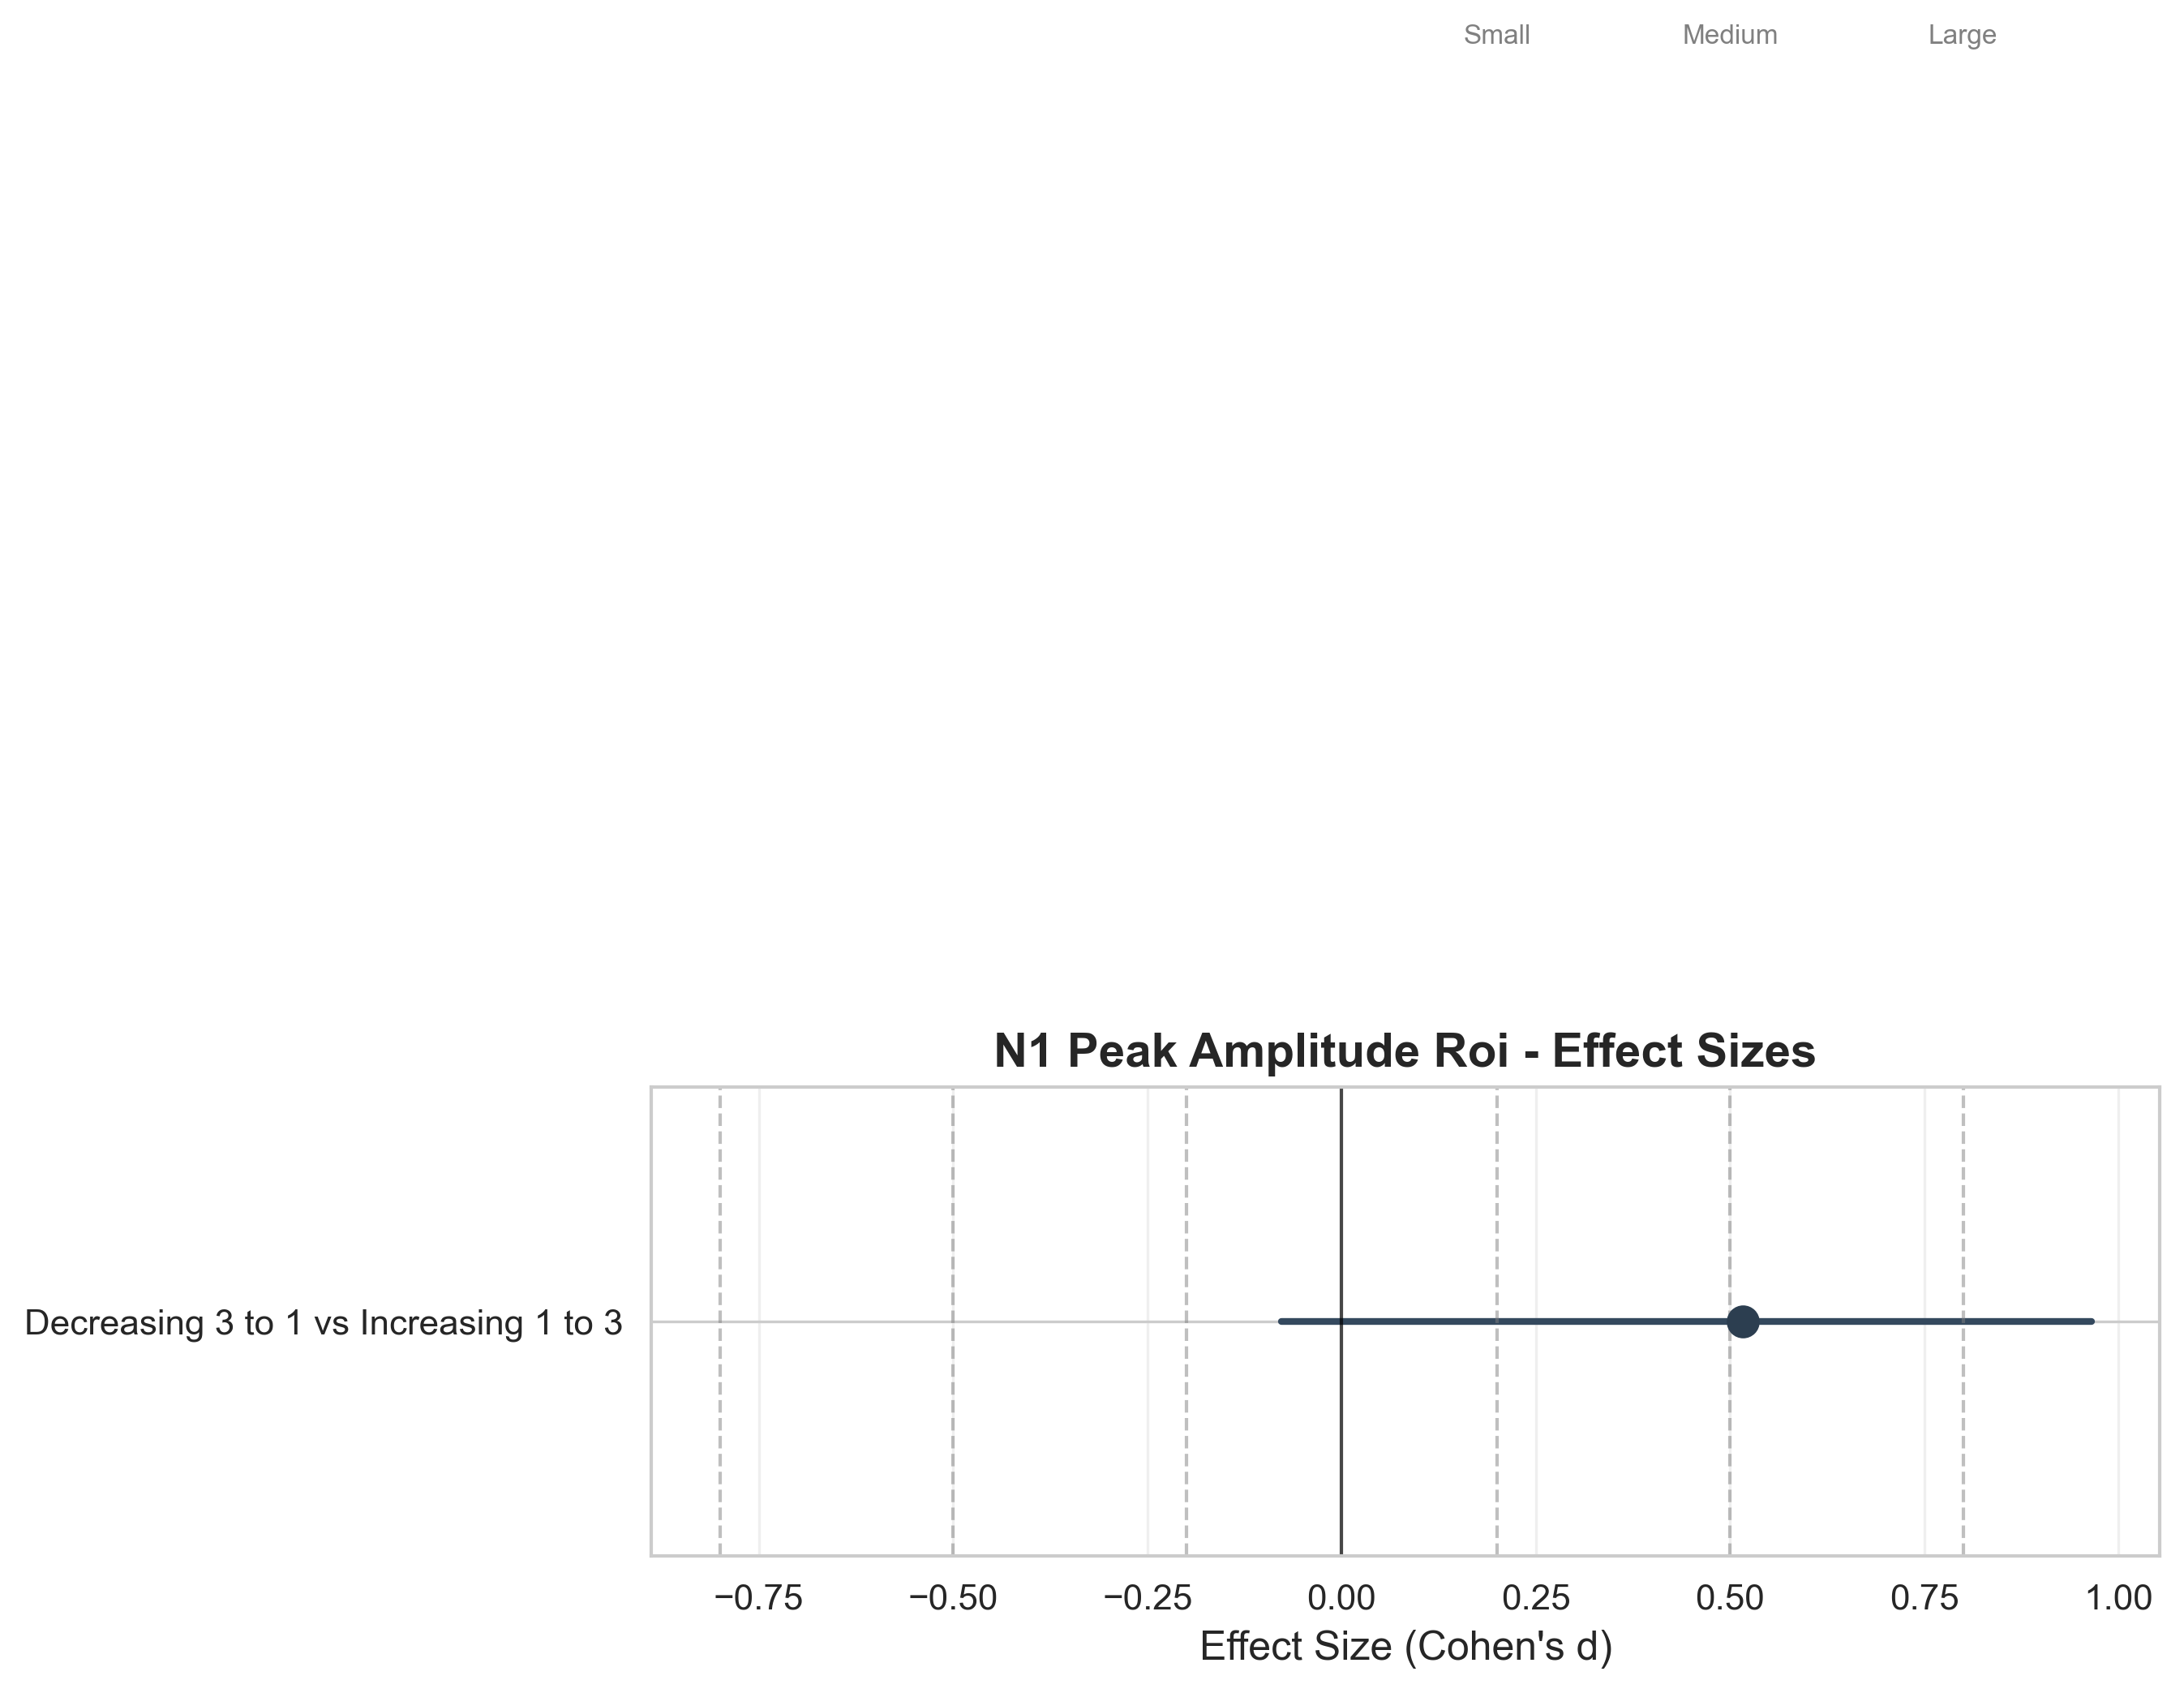 Small Medium Large
N1 Peak Amplitude Roi - Effect Sizes
Decreasing 3 to 1 vs Increasing 1 to 3
−0.75 −0.50 −0.25 0.00 0.25 0.50 0.75 1.00
Effect Size (Cohen's d)